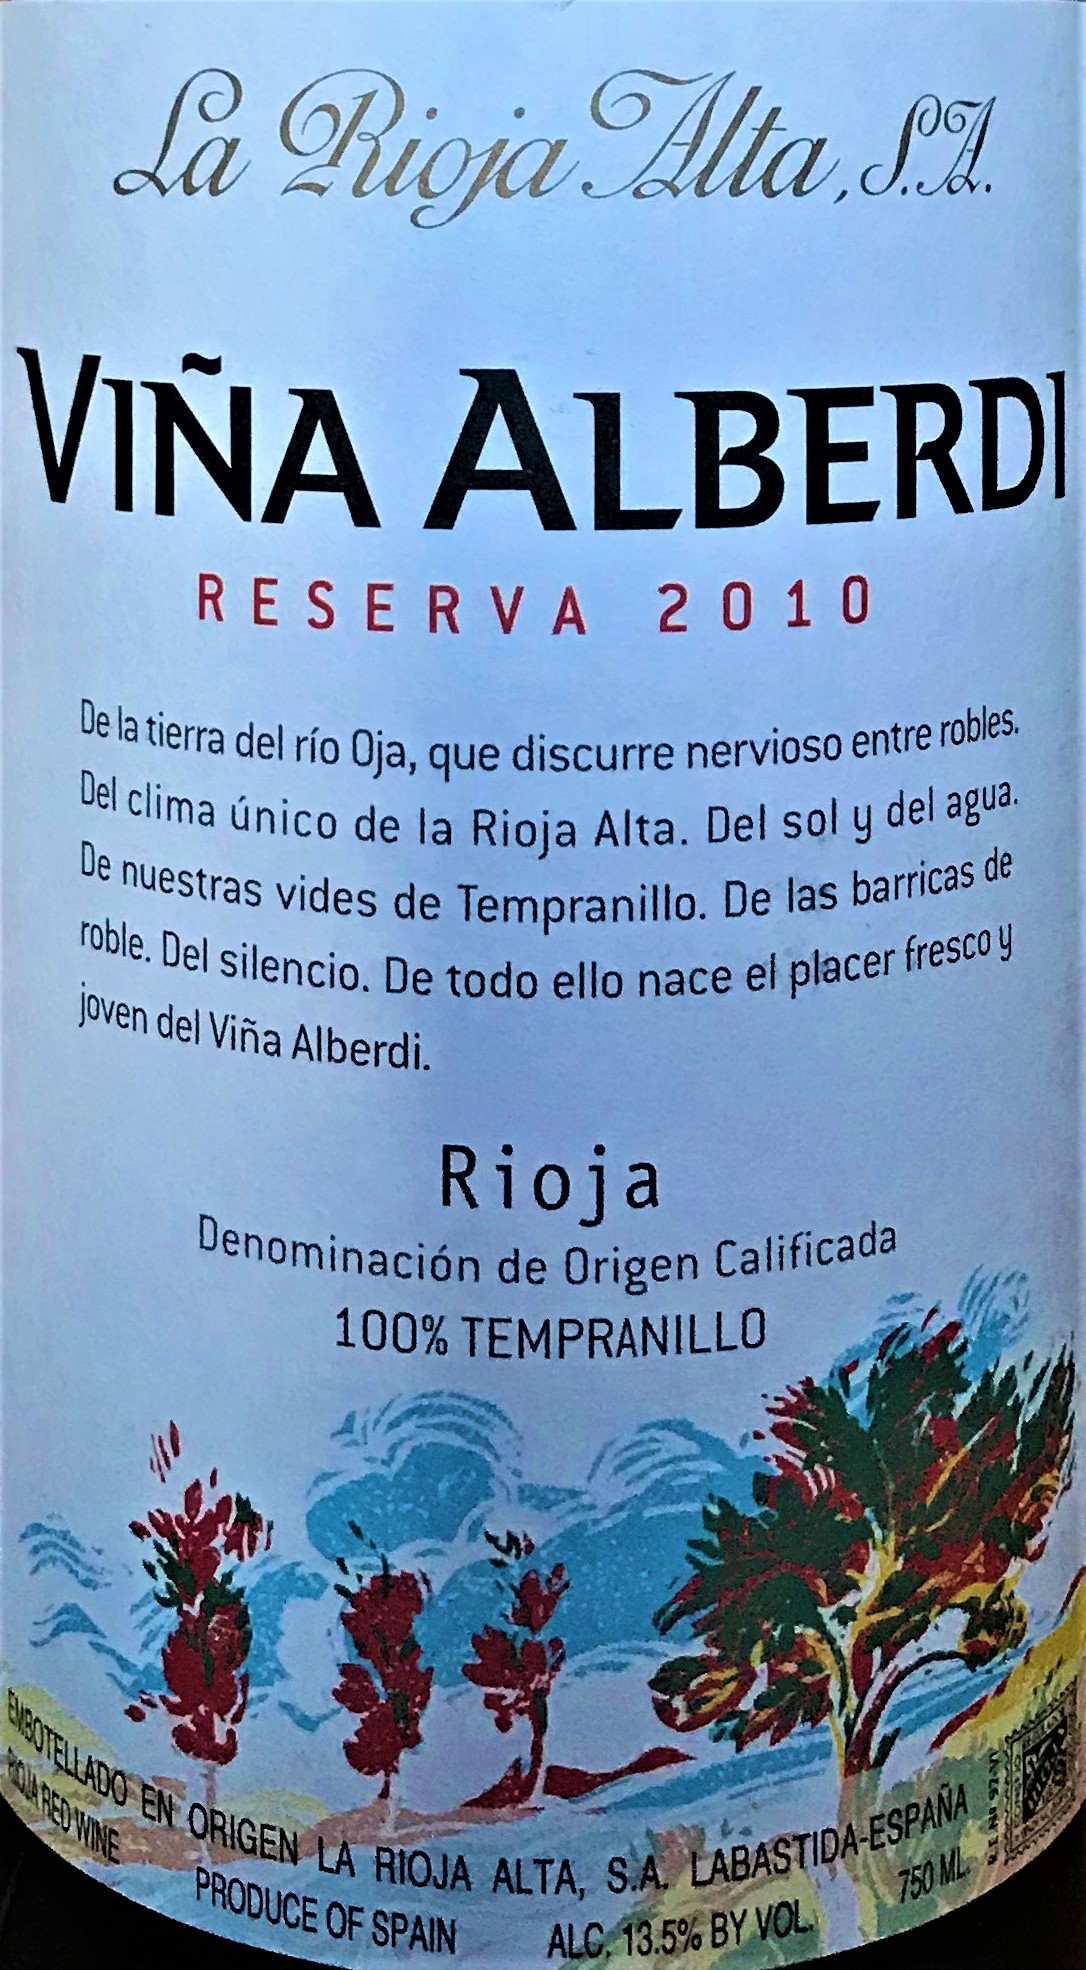 La Rioja Alta, S.A.
VIÑA ALBERDI
RESERVA 2010
De la tierra del río Oja, que discurre nervioso entre robles.
Del clima único de la Rioja Alta. Del sol y del agua.
De nuestras vides de Tempranillo. De las barricas de
roble. Del silencio. De todo ello nace el placer fresco y
joven del Viña Alberdi.
Rioja
Denominación de Origen Calificada
100% TEMPRANILLO
EMBOTELLADO EN ORIGEN LA RIOJA ALTA, S.A. LABASTIDA-ESPAÑA
RIOJA RED WINE
PRODUCE OF SPAIN
ALC. 13.5% BY VOL.
750 ML.